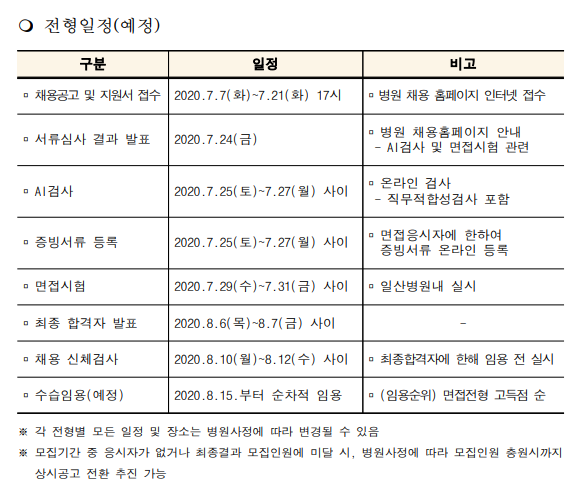 ❍ 전형일정(예정)
구분 일정 비고
▫ 채용공고 및 지원서 접수 2020.7.7(화)~7.21(화) 17시 ▫ 병원 채용 홈페이지 인터넷 접수
▫ 서류심사 결과 발표 2020.7.24(금) ▫ 병원 채용홈페이지 안내
- AI검사 및 면접시험 관련
▫ AI검사 2020.7.25(토)~7.27(월) 사이 ▫ 온라인 검사
- 직무적합성검사 포함
▫ 증빙서류 등록 2020.7.25(토)~7.27(월) 사이 ▫ 면접응시자에 한하여
증빙서류 온라인 등록
▫ 면접시험 2020.7.29(수)~7.31(금) 사이 ▫ 일산병원내 실시
▫ 최종 합격자 발표 2020.8.6(목)~8.7(금) 사이 -
▫ 채용 신체검사 2020.8.10(월)~8.12(수) 사이 ▫ 최종합격자에 한해 임용 전 실시
▫ 수습임용(예정) 2020.8.15.부터 순차적 임용 ▫ (임용순위) 면접전형 고득점 순
※ 각 전형별 모든 일정 및 장소는 병원사정에 따라 변경될 수 있음
※ 모집기간 중 응시자가 없거나 최종결과 모집인원에 미달 시, 병원사정에 따라 모집인원 충원시까지
상시공고 전환 추진 가능